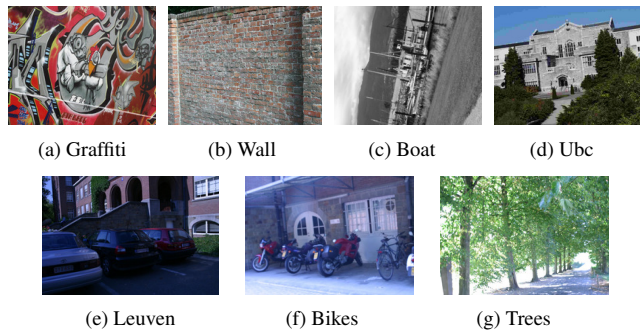 (a) Graffiti
(b) Wall
(c) Boat
(d) Ubc
(e) Leuven
(f) Bikes
(g) Trees